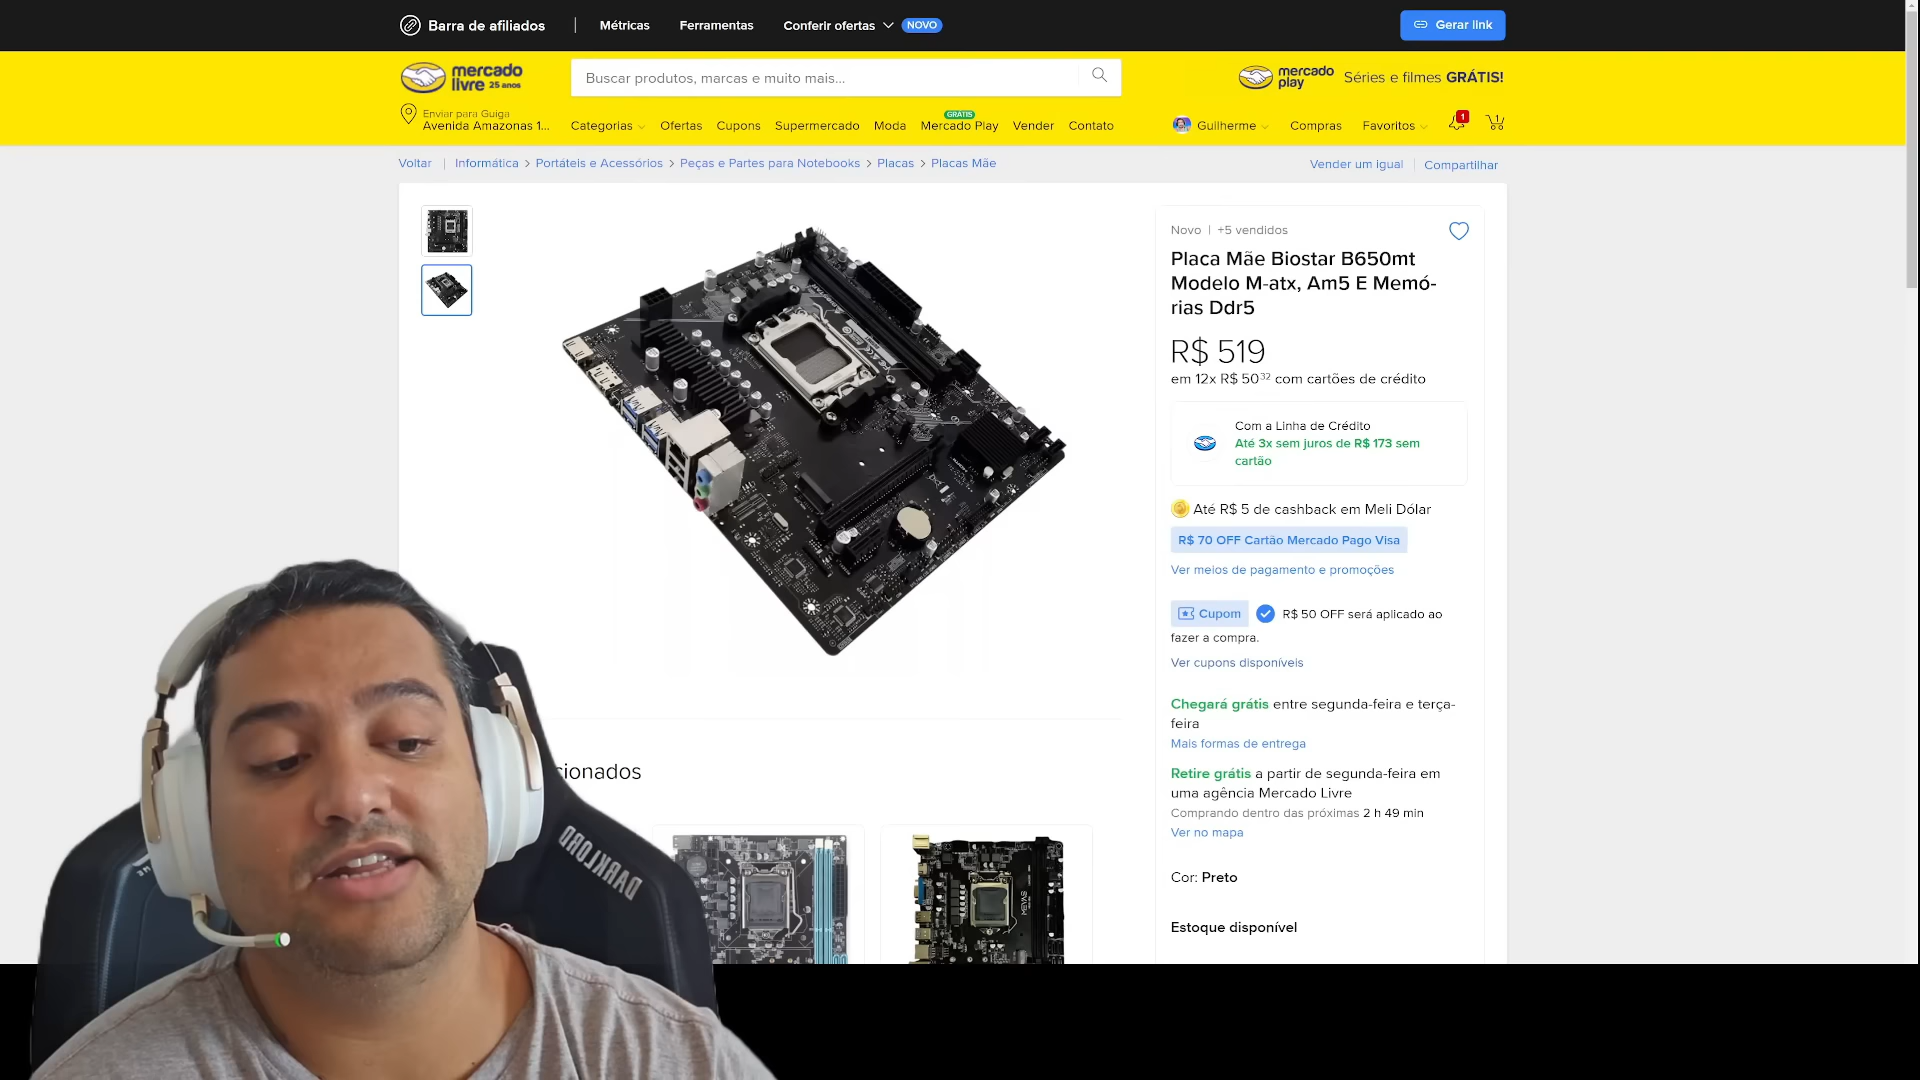 Barra de afiliados
Métricas
Ferramentas
Conferir ofertas
NOVO
Gerar link
mercado livre 25 anos
Buscar produtos, marcas e muito mais...
mercado play
Séries e filmes GRÁTIS!
Enviar para Guiga
Avenida Amazonas 1...
Categorias
Ofertas
Cupons
Supermercado
Moda
GRÁTIS
Mercado Play
Vender
Contato
Guilherme
Compras
Favoritos
1
1
Voltar
Informática > Portáteis e Acessórios > Peças e Partes para Notebooks > Placas > Placas Mãe
Vender um igual
Compartilhar
Novo | +5 vendidos
Placa Mãe Biostar B650mt
Modelo M-atx, Am5 E Memó-
rias Ddr5
R$ 519
em 12x R$ 50³² com cartões de crédito
Com a Linha de Crédito
Até 3x sem juros de R$ 173 sem
cartão
Até R$ 5 de cashback em Meli Dólar
R$ 70 OFF Cartão Mercado Pago Visa
Ver meios de pagamento e promoções
Cupom
R$ 50 OFF será aplicado ao
fazer a compra.
Ver cupons disponíveis
Chegará grátis entre segunda-feira e terça-
feira
Mais formas de entrega
Retire grátis a partir de segunda-feira em
uma agência Mercado Livre
Comprando dentro das próximas 2 h 49 min
Ver no mapa
Cor: Preto
Estoque disponível
cionados
DARKLORD